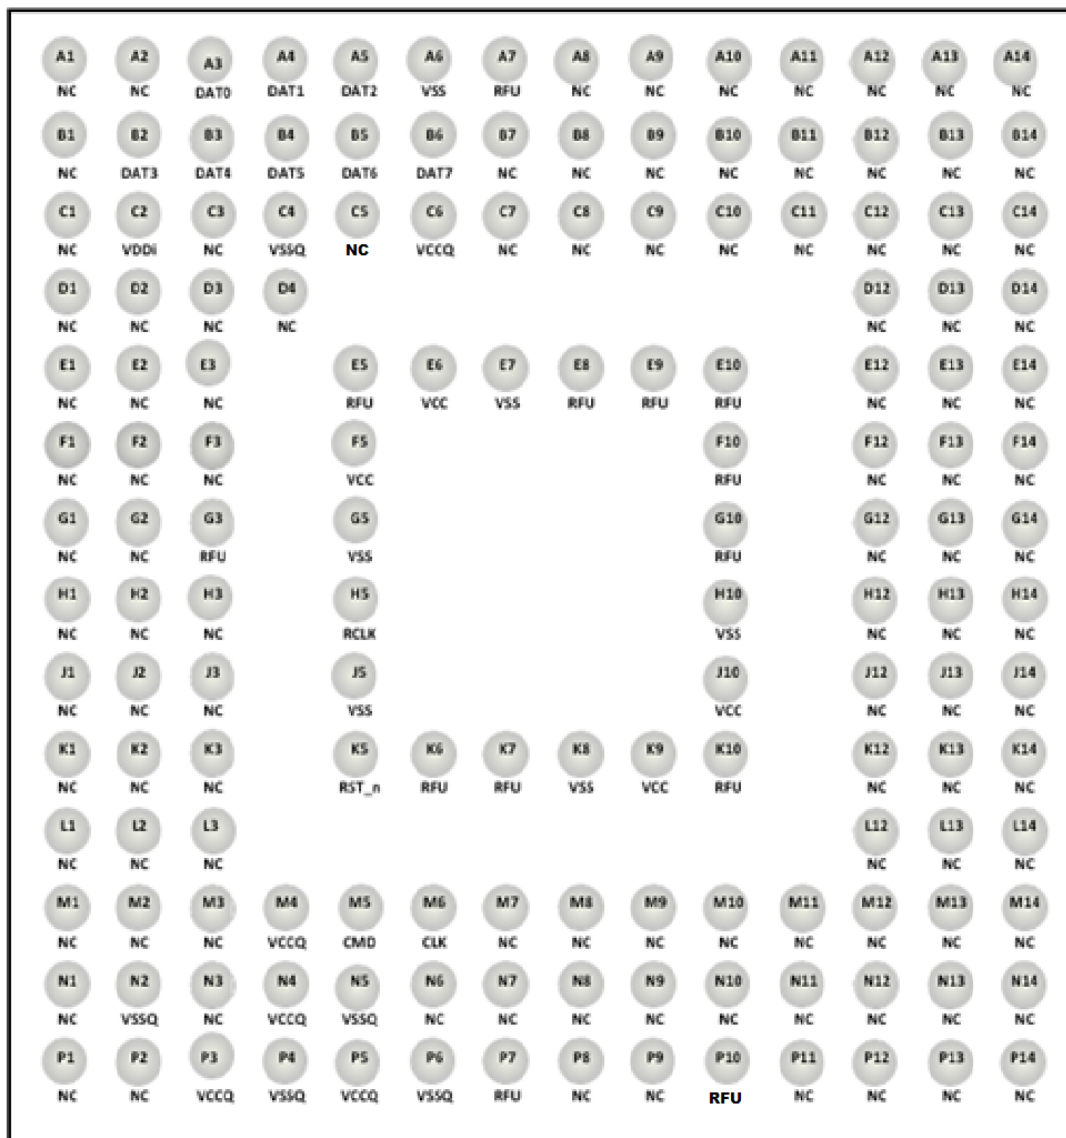 A1 A2 A3 A4 A5 A6 A7 A8 A9 A10 A11 A12 A13 A14
NC NC DAT0 DAT1 DAT2 VSS RFU NC NC NC NC NC NC NC
B1 B2 B3 B4 B5 B6 B7 B8 B9 B10 B11 B12 B13 B14
NC DAT3 DAT4 DAT5 DAT6 DAT7 NC NC NC NC NC NC NC NC
C1 C2 C3 C4 C5 C6 C7 C8 C9 C10 C11 C12 C13 C14
NC VDDi NC VSSQ NC VCCQ NC NC NC NC NC NC NC NC
D1 D2 D3 D4 D12 D13 D14
NC NC NC NC NC NC NC
E1 E2 E3 E5 E6 E7 E8 E9 E10 E12 E13 E14
NC NC NC RFU VCC VSS RFU RFU RFU NC NC NC
F1 F2 F3 F5 F10 F12 F13 F14
NC NC NC VCC RFU NC NC NC
G1 G2 G3 G5 G10 G12 G13 G14
NC NC RFU VSS RFU NC NC NC
H1 H2 H3 H5 H10 H12 H13 H14
NC NC NC RCLK VSS NC NC NC
J1 J2 J3 J5 J10 J12 J13 J14
NC NC NC VSS VCC NC NC NC
K1 K2 K3 K5 K6 K7 K8 K9 K10 K12 K13 K14
NC NC NC RST_n RFU RFU VSS VCC RFU NC NC NC
L1 L2 L3 L12 L13 L14
NC NC NC NC NC NC
M1 M2 M3 M4 M5 M6 M7 M8 M9 M10 M11 M12 M13 M14
NC NC NC VCCQ CMD CLK NC NC NC NC NC NC NC NC
N1 N2 N3 N4 N5 N6 N7 N8 N9 N10 N11 N12 N13 N14
NC VSSQ NC VCCQ VSSQ NC NC NC NC NC NC NC NC NC
P1 P2 P3 P4 P5 P6 P7 P8 P9 P10 P11 P12 P13 P14
NC NC VCCQ VSSQ VCCQ VSSQ RFU NC NC RFU NC NC NC NC